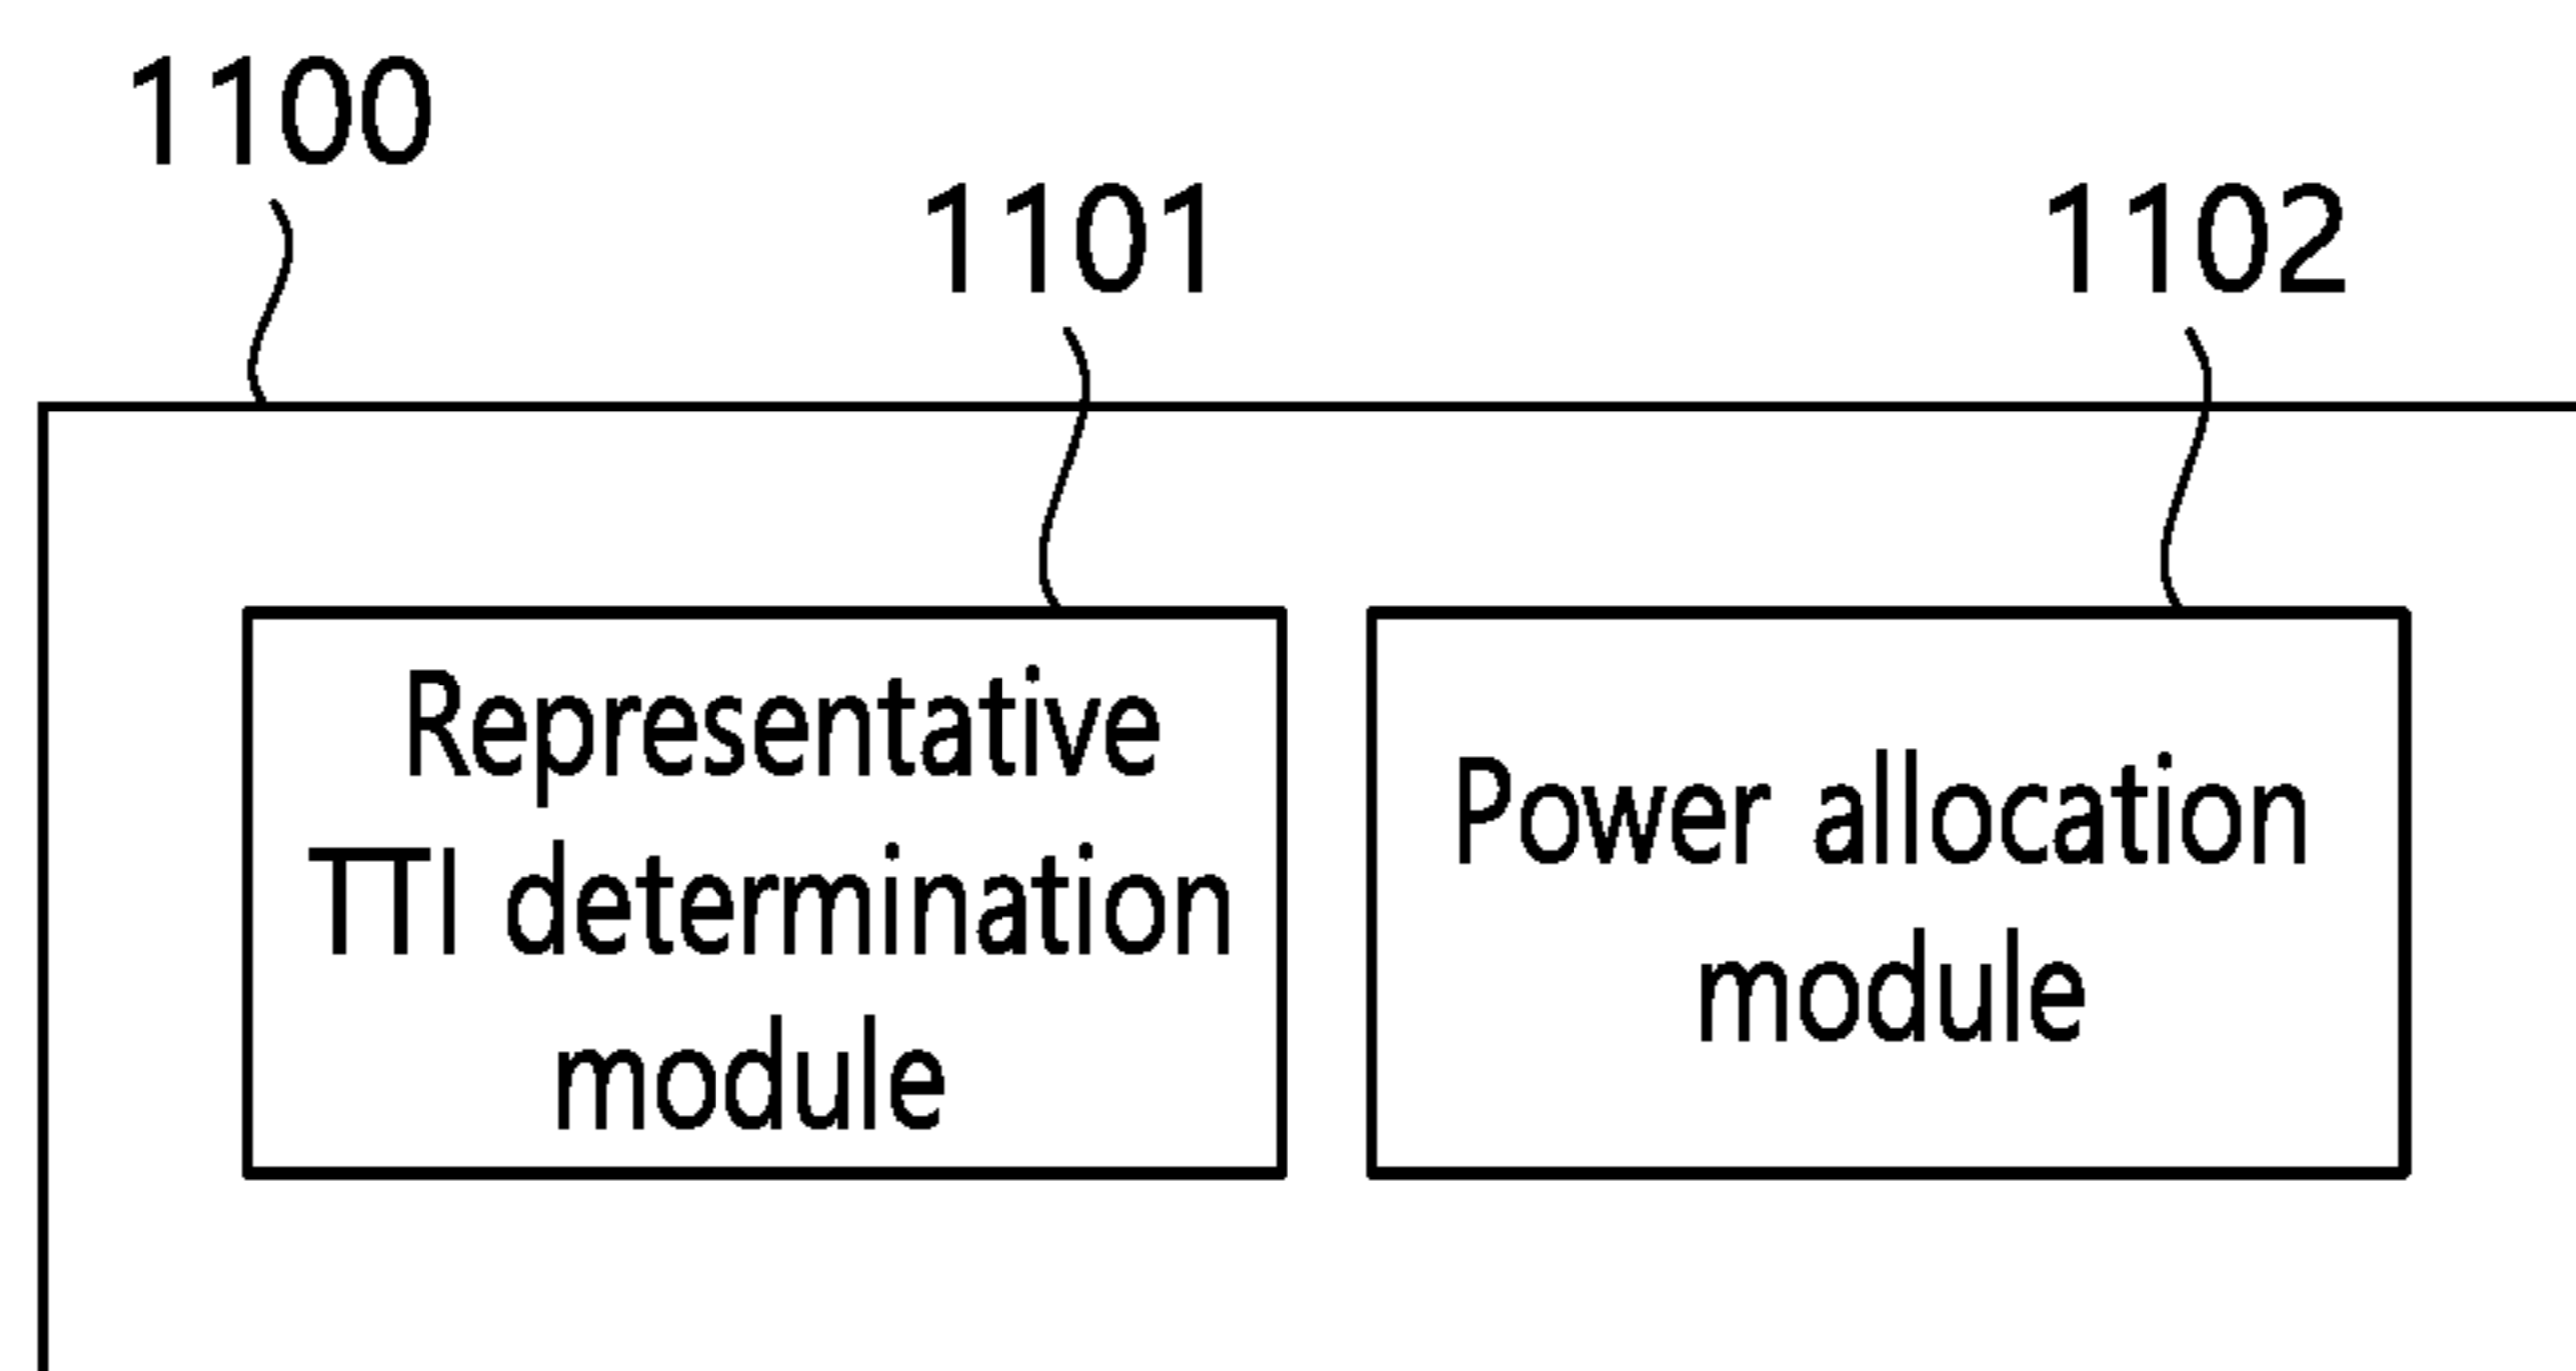 1100
1101
1102
Representative
TTI determination
module
Power allocation
module